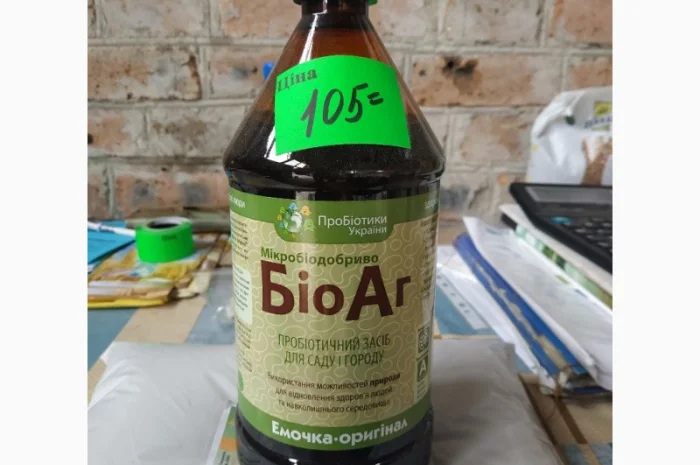 Ціна
105=
ПроБіотики
України
Мікробіодобриво
БіоАг
ПРОБІОТИЧНИЙ ЗАСІБ
ДЛЯ САДУ І ГОРОДУ
Використання можливостей природи
для відновлення здоров'я людей
та навколишнього середовища
Емочка-оригінал